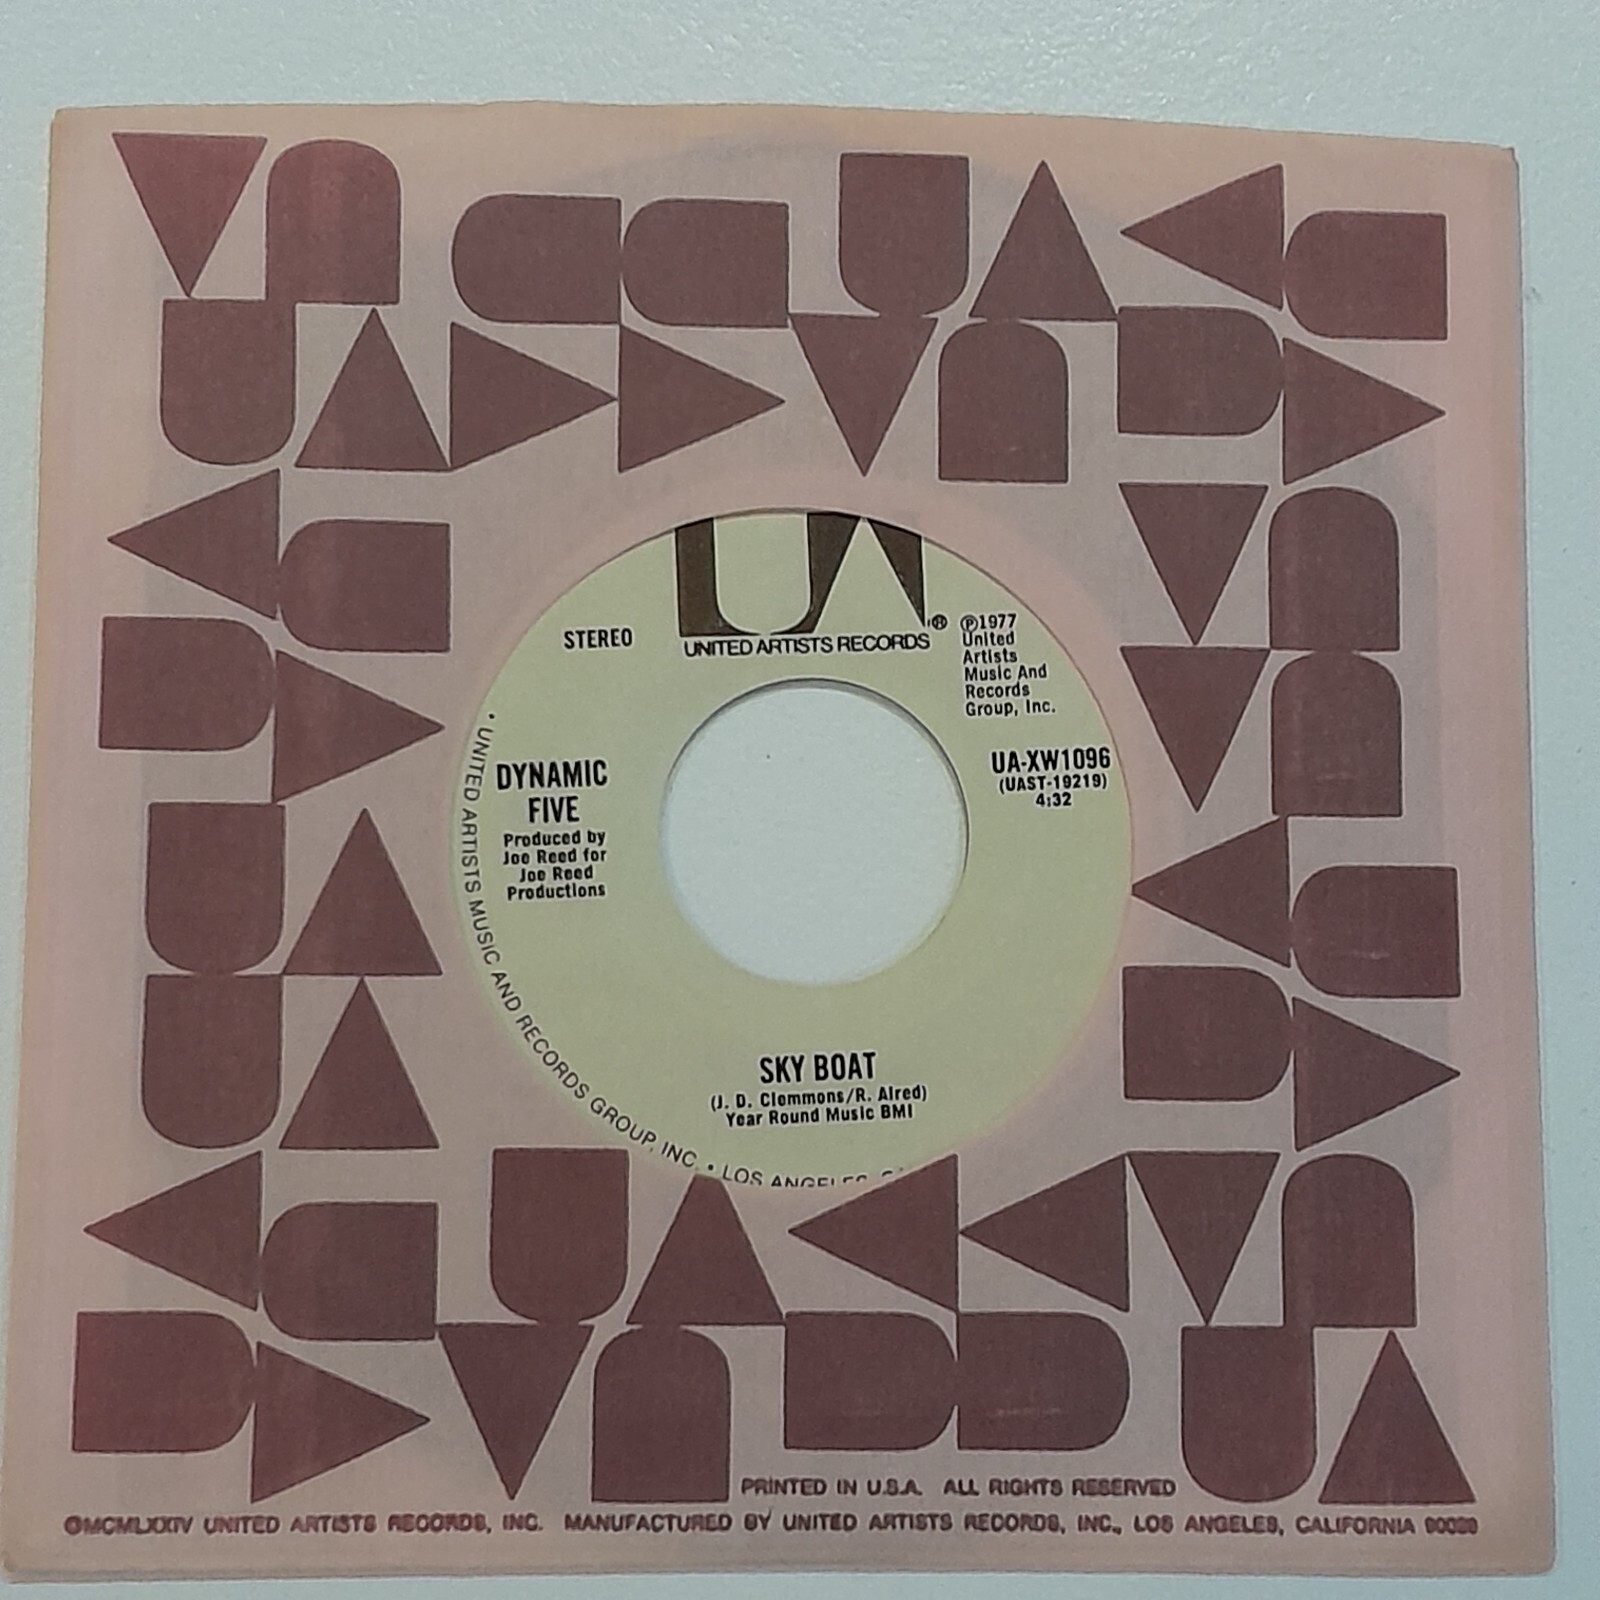 UA
UNITED ARTISTS RECORDS ®
STEREO
℗1977
United
Artists
Music And
Records
Group, Inc.
UA-XW1096
(UAST-19219)
4:32
DYNAMIC
FIVE
Produced by
Joe Reed for
Joe Reed
Productions
SKY BOAT
(J. D. Clemmons/R. Alred)
Year Round Music BMI
• UNITED ARTISTS MUSIC AND RECORDS GROUP, INC. • LOS ANGELES,
PRINTED IN U.S.A. ALL RIGHTS RESERVED
©MCMLXXIV UNITED ARTISTS RECORDS, INC. MANUFACTURED BY UNITED ARTISTS RECORDS, INC., LOS ANGELES, CALIFORNIA